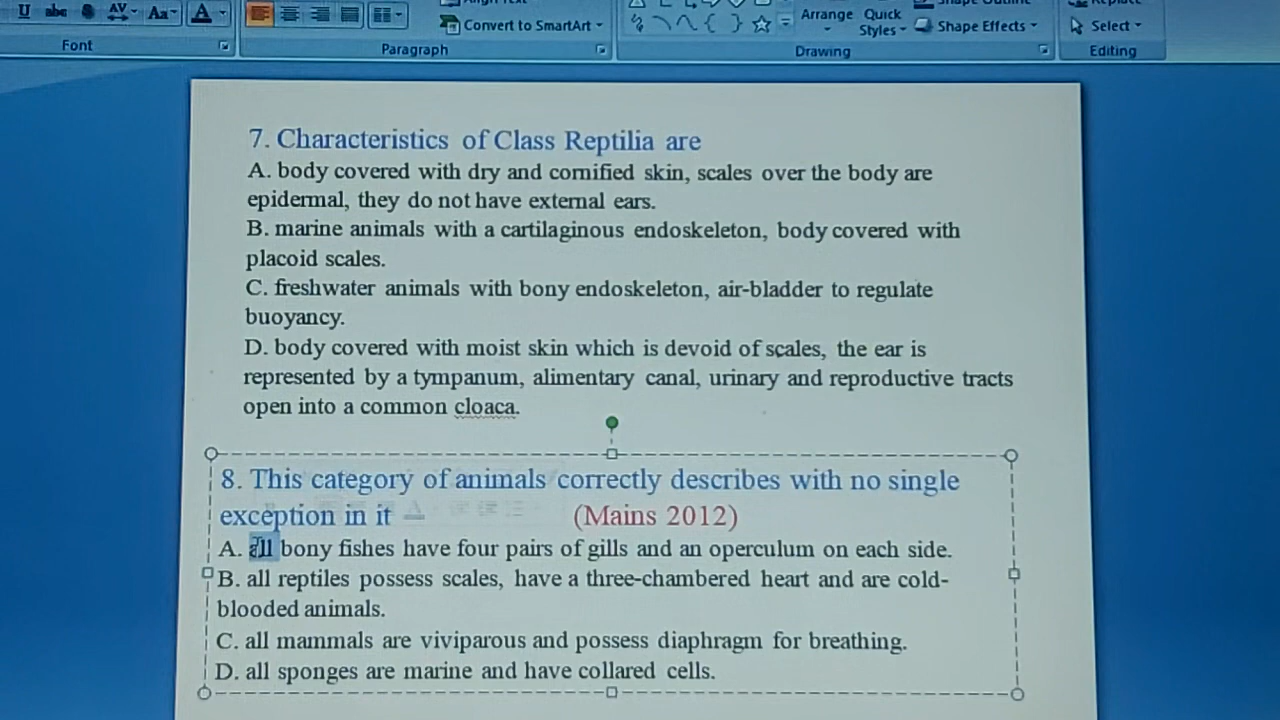 U abc AV Aa A
Convert to SmartArt
Arrange Quick
Styles
Shape Effects
Select
Font
Paragraph
Drawing
Editing
7. Characteristics of Class Reptilia are
A. body covered with dry and cornified skin, scales over the body are
epidermal, they do not have external ears.
B. marine animals with a cartilaginous endoskeleton, body covered with
placoid scales.
C. freshwater animals with bony endoskeleton, air-bladder to regulate
buoyancy.
D. body covered with moist skin which is devoid of scales, the ear is
represented by a tympanum, alimentary canal, urinary and reproductive tracts
open into a common cloaca.
8. This category of animals correctly describes with no single
exception in it (Mains 2012)
A. all bony fishes have four pairs of gills and an operculum on each side.
B. all reptiles possess scales, have a three-chambered heart and are cold-
blooded animals.
C. all mammals are viviparous and possess diaphragm for breathing.
D. all sponges are marine and have collared cells.